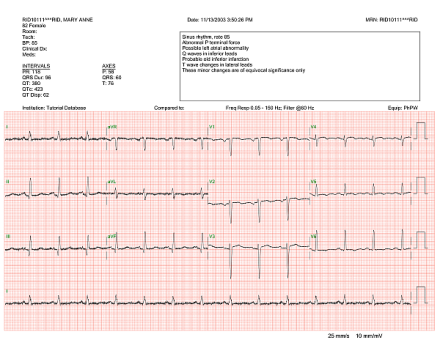 RID10111***RID, MARY ANNE Date: 11/13/2003 3:50:26 PM MRN: RID10111***RID
82 Female
Room:
Tech:
BP: 65
Clinical Dx:
Meds:
Sinus rhythm, rate 85
Abnormal P terminal force
Possible left atrial abnormality
Q waves in inferior leads
Probable old inferior infarction
T wave changes in lateral leads
These minor changes are of equivocal significance only
INTERVALS AXES
PR: 118 P: 58
QRS Dur: 86 QRS: 60
QT: 380 T: 76
QTc: 423
QT Disp: 62
Institution: Tutorial Database Compared to: Freq Resp 0.05 - 150 Hz; Filter @60 Hz Equip: PHPW
I aVR V1 V4
II aVL V2 V5
III aVF V3 V6
I
25 mm/s 10 mm/mV